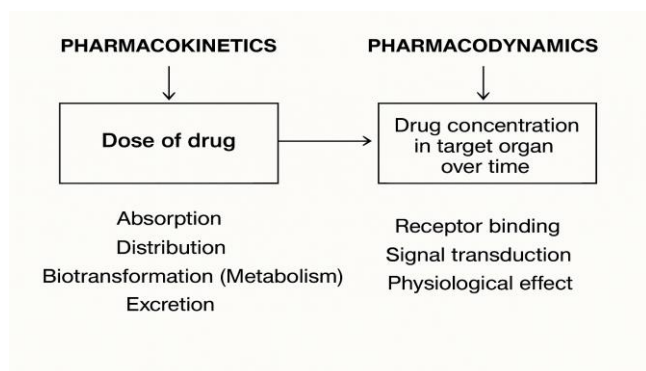 PHARMACOKINETICS
Dose of drug
Absorption
Distribution
Biotransformation (Metabolism)
Excretion
PHARMACODYNAMICS
Drug concentration
in target organ
over time
Receptor binding
Signal transduction
Physiological effect